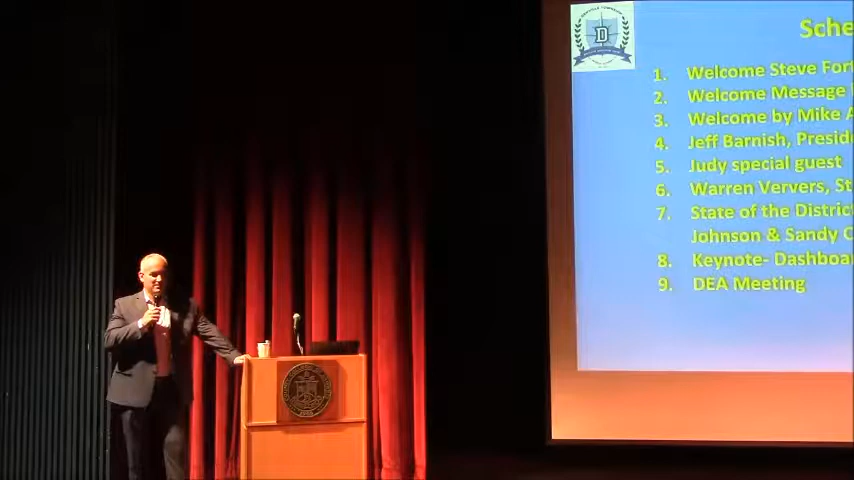 Sche
1. Welcome Steve For
2. Welcome Message
3. Welcome by Mike A
4. Jeff Barnish, Presid
5. Judy special guest
6. Warren Ververs, St
7. State of the Distric
Johnson & Sandy C
8. Keynote- Dashboa
9. DEA Meeting
D